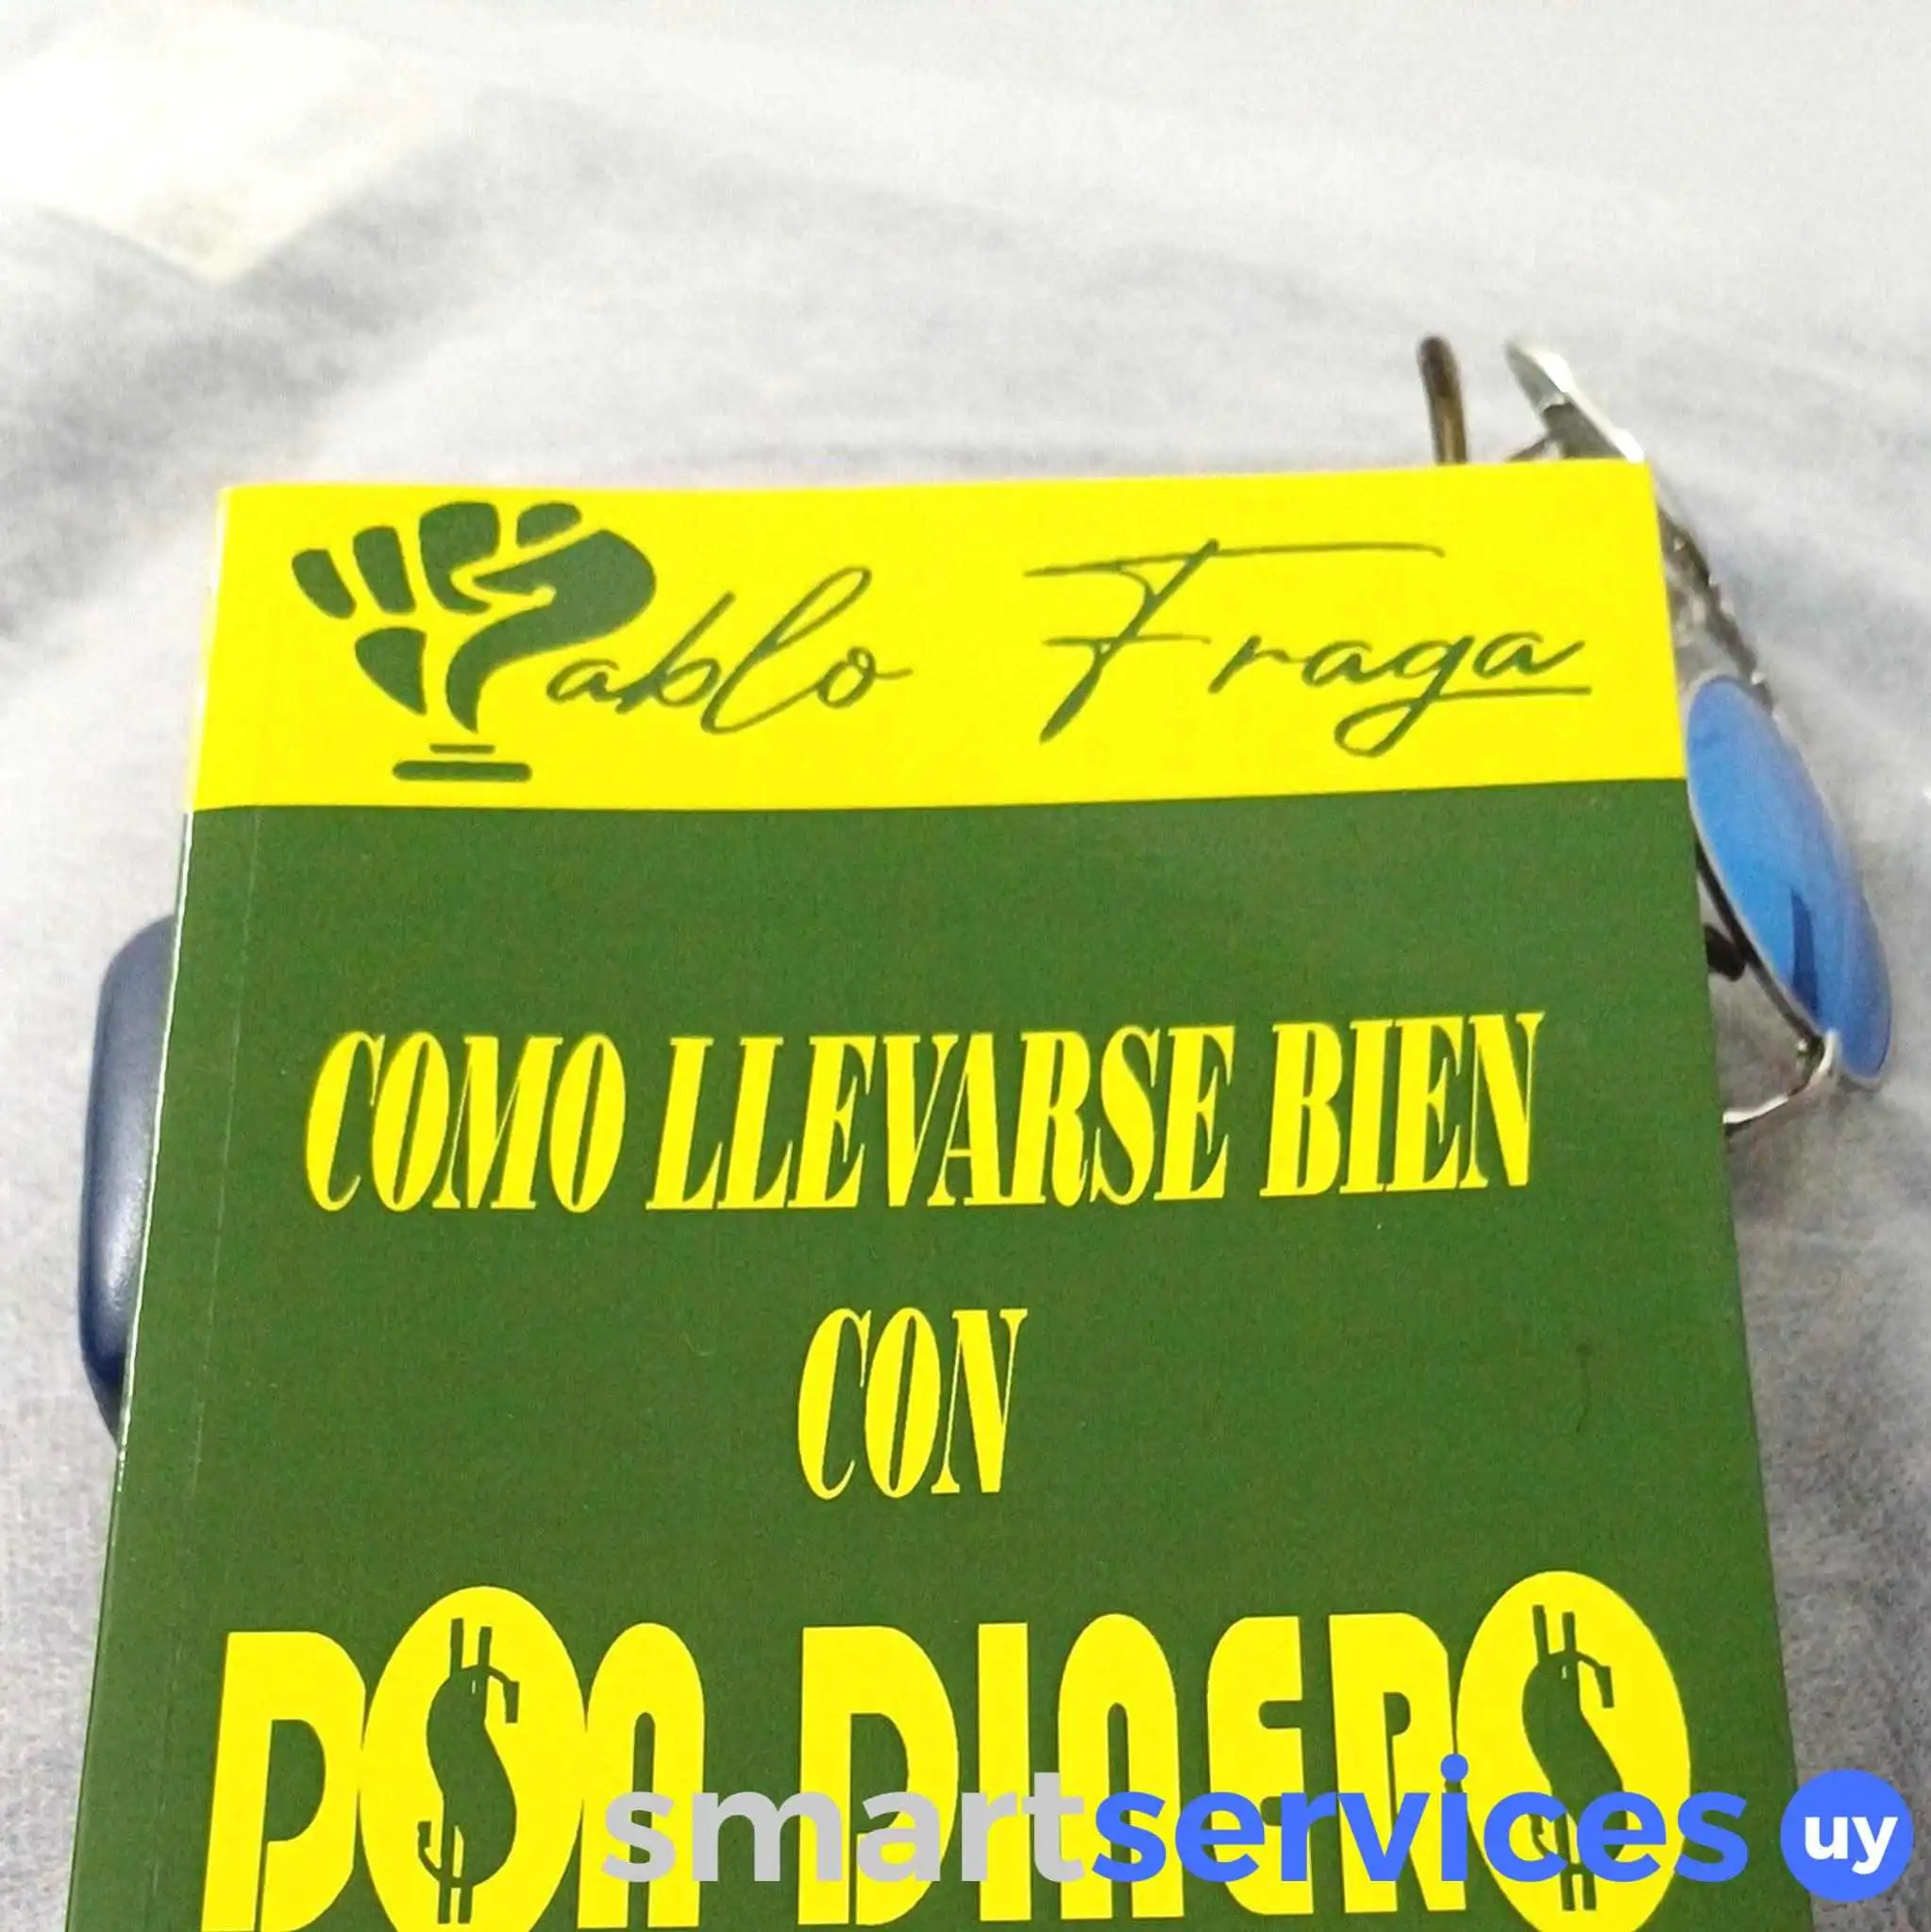 Pablo Fraga
COMO LLEVARSE BIEN
CON
DON DINERO
smartservices uy